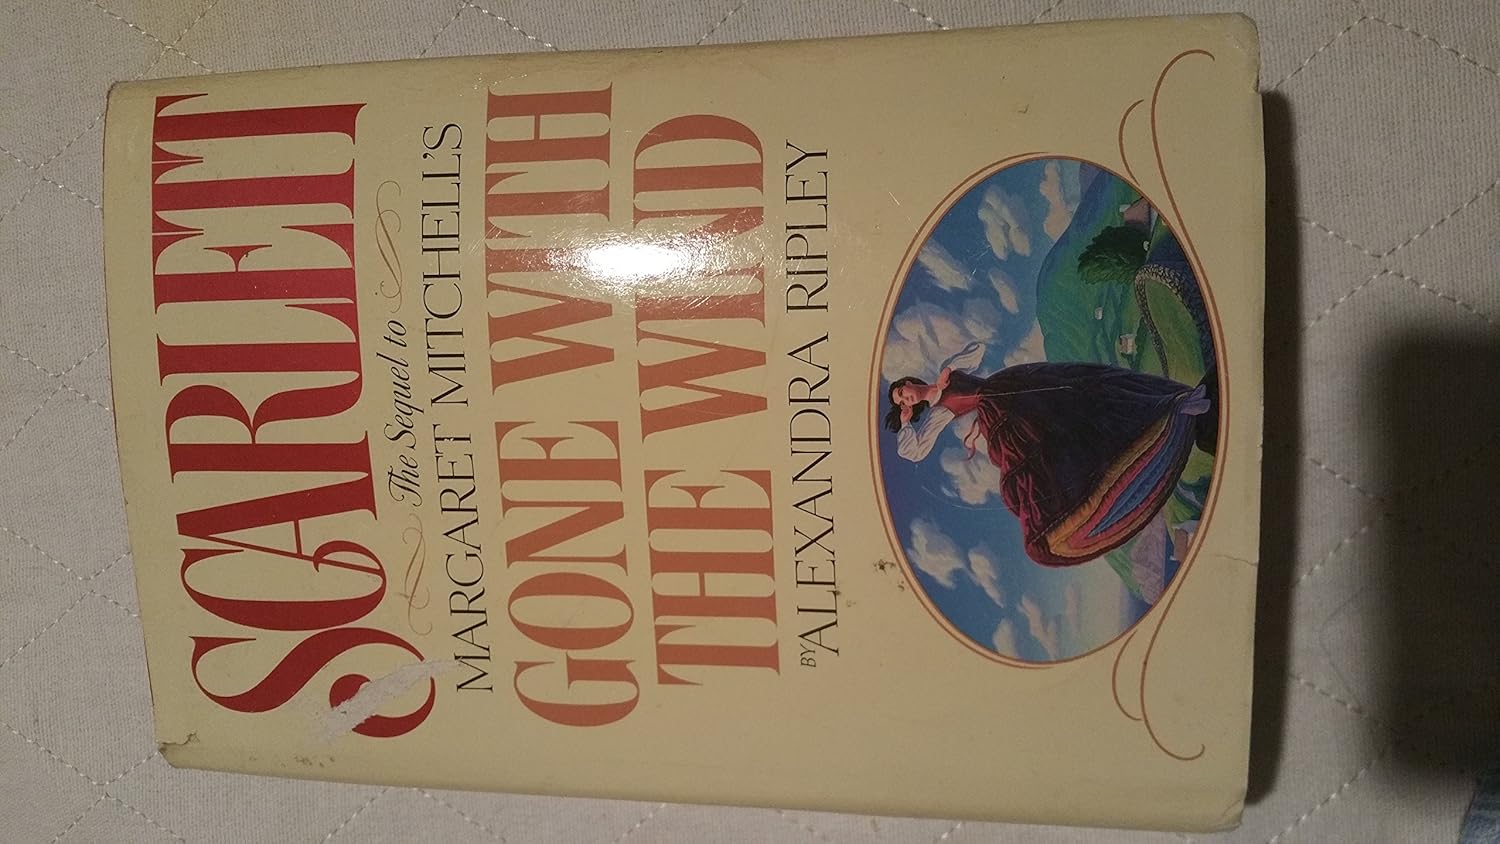 SCARLETT
The Sequel to
MARGARET MITCHELL'S
GONE WITH
THE WIND
BY ALEXANDRA RIPLEY